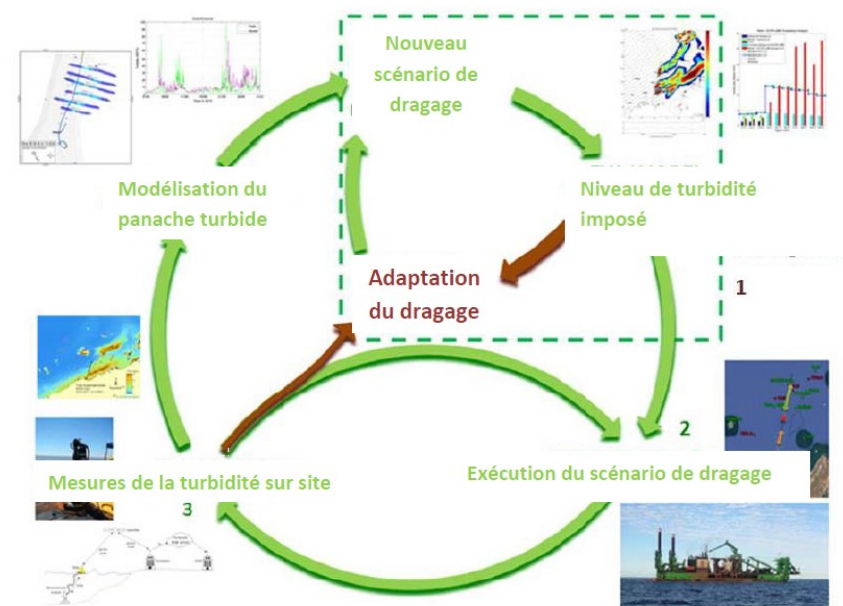 Nouveau
scénario de
dragage
Modélisation du
panache turbide
Niveau de turbidité
imposé
Adaptation
du dragage
1
2
Mesures de la turbidité sur site
Exécution du scénario de dragage
3